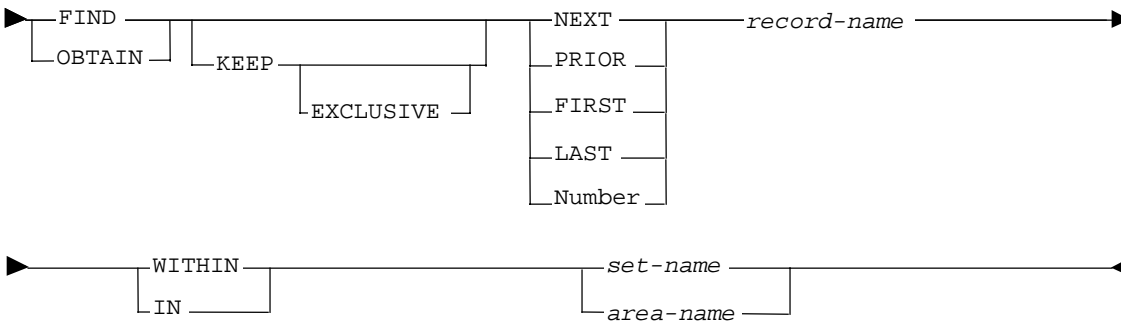 FIND NEXT record-name
OBTAIN KEEP PRIOR
EXCLUSIVE FIRST
LAST
Number
WITHIN set-name
IN area-name